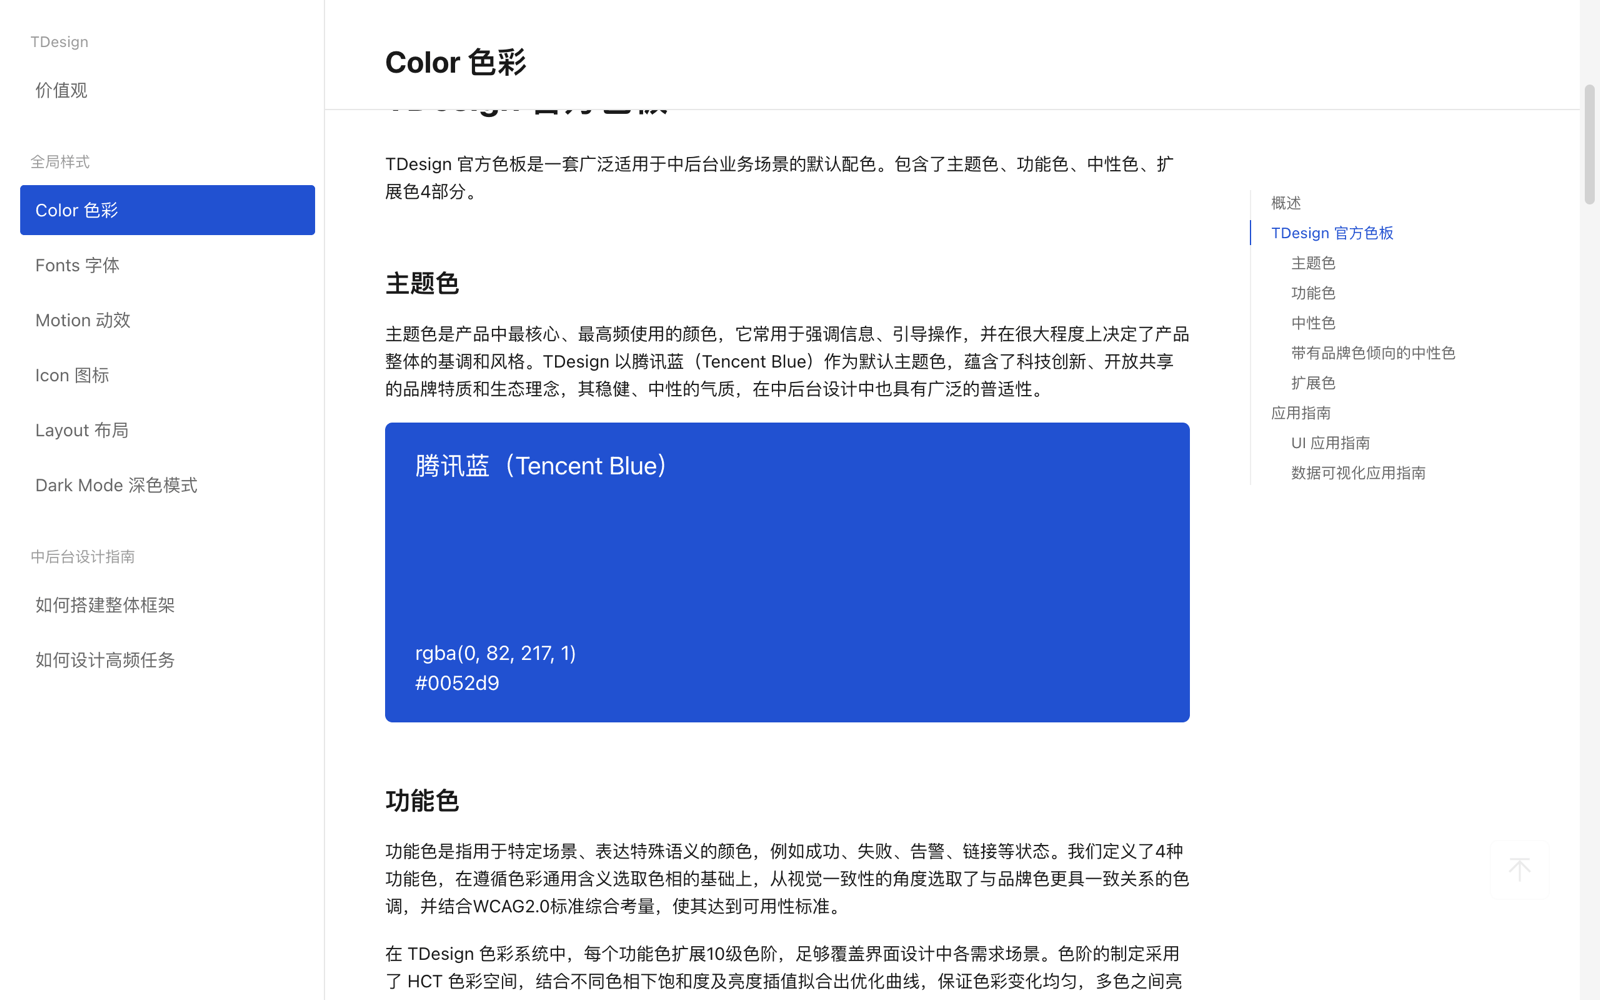 TDesign
价值观
全局样式
Color 色彩
Fonts 字体
Motion 动效
Icon 图标
Layout 布局
Dark Mode 深色模式
中后台设计指南
如何搭建整体框架
如何设计高频任务
Color 色彩
TDesign 官方色板
TDesign 官方色板是一套广泛适用于中后台业务场景的默认配色。包含了主题色、功能色、中性色、扩
展色4部分。
主题色
主题色是产品中最核心、最高频使用的颜色，它常用于强调信息、引导操作，并在很大程度上决定了产品
整体的基调和风格。TDesign 以腾讯蓝（Tencent Blue）作为默认主题色，蕴含了科技创新、开放共享
的品牌特质和生态理念，其稳健、中性的气质，在中后台设计中也具有广泛的普适性。
腾讯蓝（Tencent Blue）
rgba(0, 82, 217, 1)
#0052d9
功能色
功能色是指用于特定场景、表达特殊语义的颜色，例如成功、失败、告警、链接等状态。我们定义了4种
功能色，在遵循色彩通用含义选取色相的基础上，从视觉一致性的角度选取了与品牌色更具一致关系的色
调，并结合WCAG2.0标准综合考量，使其达到可用性标准。
在 TDesign 色彩系统中，每个功能色扩展10级色阶，足够覆盖界面设计中各需求场景。色阶的制定采用
了 HCT 色彩空间，结合不同色相下饱和度及亮度插值拟合出优化曲线，保证色彩变化均匀，多色之间亮
概述
TDesign 官方色板
主题色
功能色
中性色
带有品牌色倾向的中性色
扩展色
应用指南
UI 应用指南
数据可视化应用指南